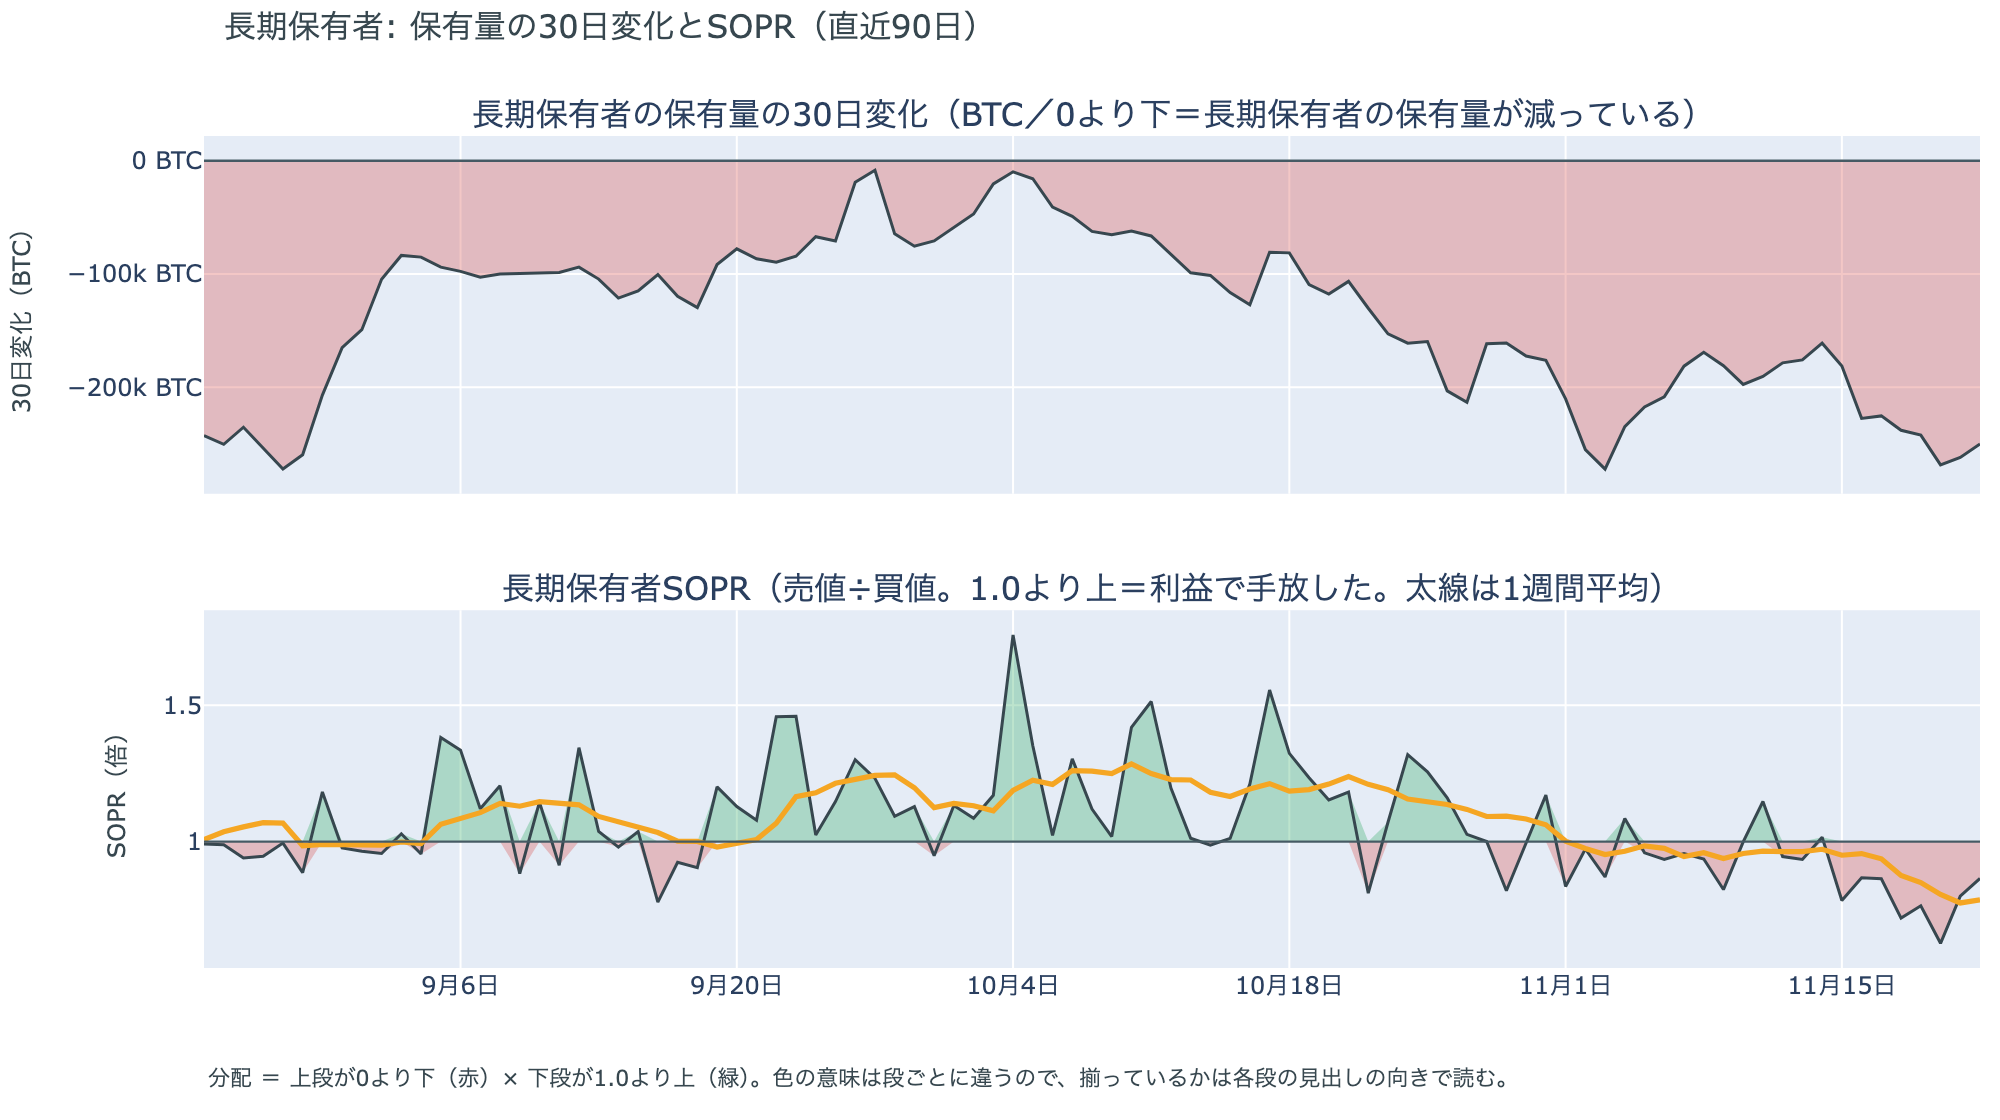 長期保有者: 保有量の30日変化とSOPR（直近90日）
長期保有者の保有量の30日変化（BTC／0より下＝長期保有者の保有量が減っている）
0 BTC
−100k BTC
−200k BTC
30日変化（BTC）
長期保有者SOPR（売値÷買値。1.0より上＝利益で手放した。太線は1週間平均）
1.5
1
SOPR（倍）
9月6日
9月20日
10月4日
10月18日
11月1日
11月15日
分配 ＝ 上段が0より下（赤）× 下段が1.0より上（緑）。色の意味は段ごとに違うので、揃っているかは各段の見出しの向きで読む。